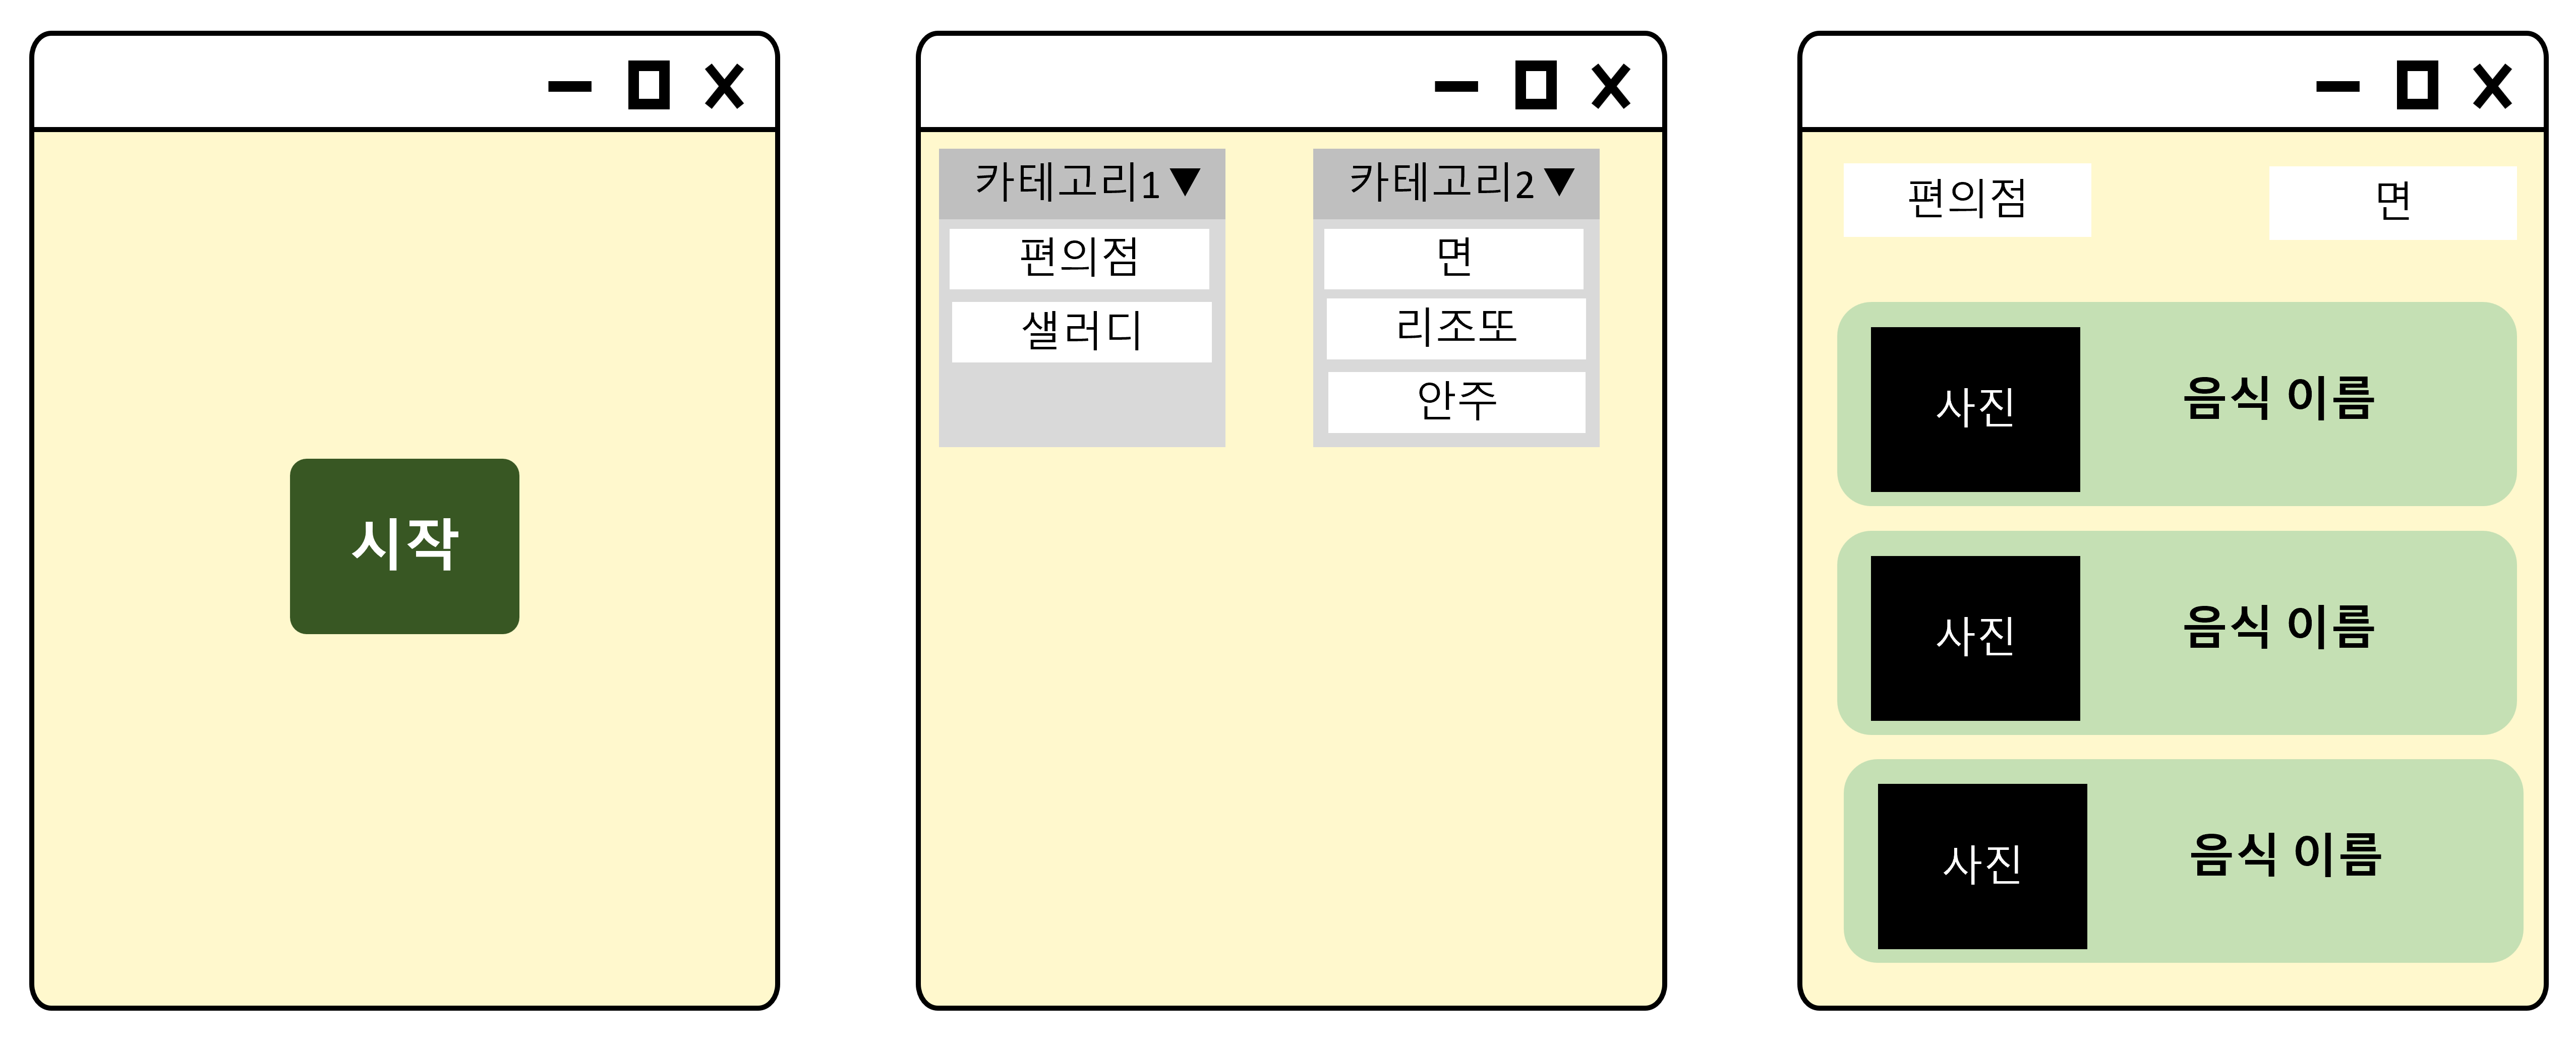 시작
카테고리1 ▼
편의점
샐러디
카테고리2 ▼
면
리조또
안주
편의점
면
사진
음식 이름
사진
음식 이름
사진
음식 이름